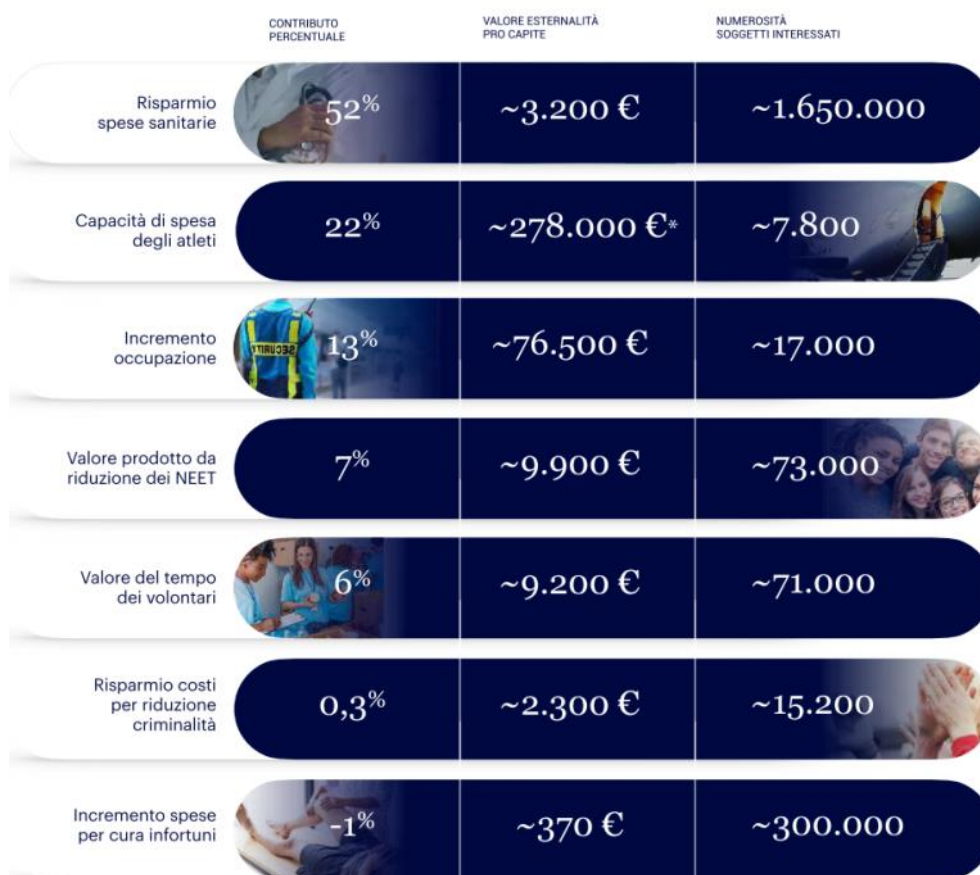 CONTRIBUTO
PERCENTUALE
VALORE ESTERNALITÀ
PRO CAPITE
NUMEROSITÀ
SOGGETTI INTERESSATI
Risparmio
spese sanitarie
52%
~3.200 €
~1.650.000
Capacità di spesa
degli atleti
22%
~278.000 €*
~7.800
Incremento
occupazione
SECURITY
13%
~76.500 €
~17.000
Valore prodotto da
riduzione dei NEET
7%
~9.900 €
~73.000
Valore del tempo
dei volontari
6%
~9.200 €
~71.000
Risparmio costi
per riduzione
criminalità
0,3%
~2.300 €
~15.200
Incremento spese
per cura infortuni
-1%
~370 €
~300.000